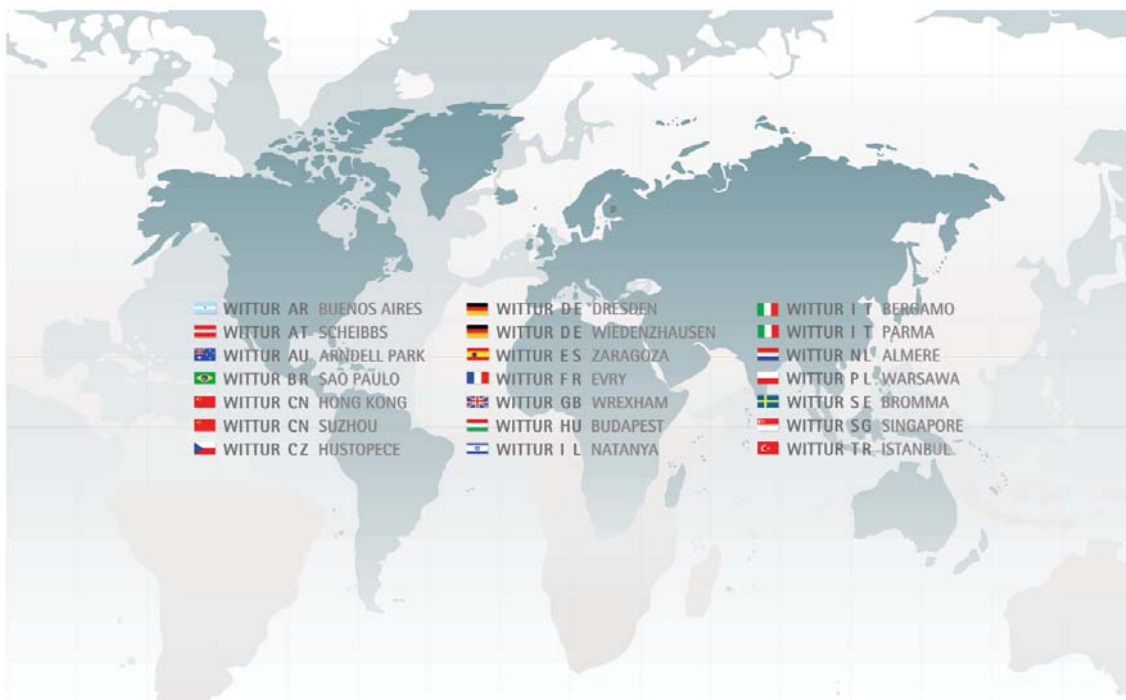 WITTUR AR BUENOS AIRES
WITTUR AT SCHEIBBS
WITTUR AU ARNDELL PARK
WITTUR BR SAO PAULO
WITTUR CN HONG KONG
WITTUR CN SUZHOU
WITTUR CZ HUSTOPECE
WITTUR DE DRESDEN
WITTUR DE WIEDENZHAUSEN
WITTUR ES ZARAGOZA
WITTUR FR EVRY
WITTUR GB WREXHAM
WITTUR HU BUDAPEST
WITTUR IL NATANYA
WITTUR IT BERGAMO
WITTUR IT PARMA
WITTUR NL ALMERE
WITTUR PL WARSAWA
WITTUR SE BROMMA
WITTUR SG SINGAPORE
WITTUR TR ISTANBUL